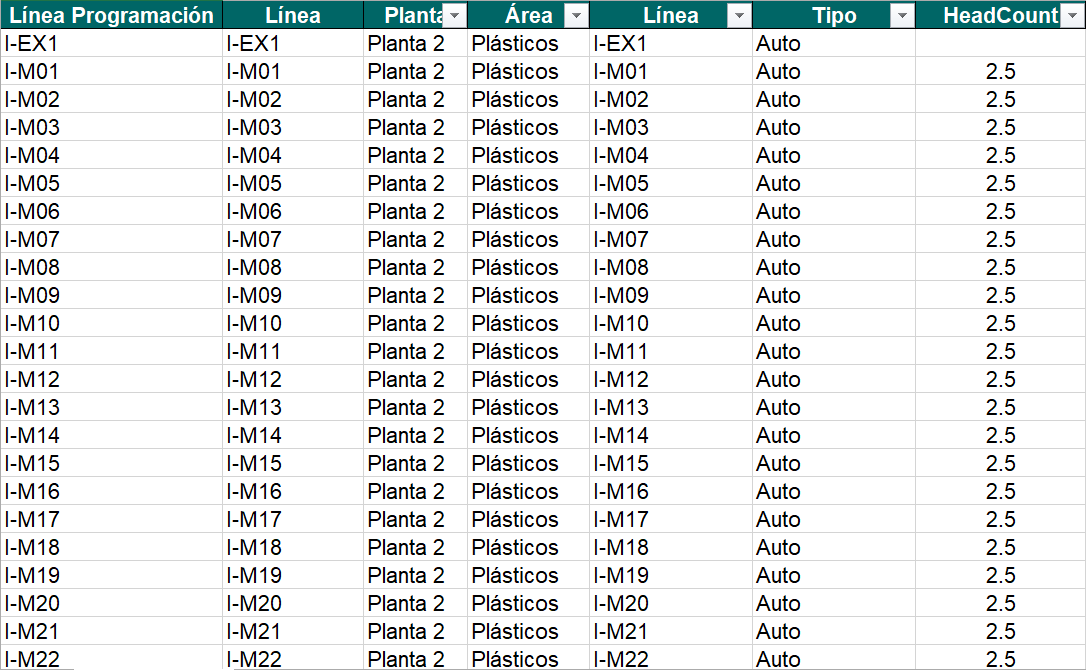 Línea Programación Línea Planta Área Línea Tipo HeadCount
I-EX1 I-EX1 Planta 2 Plásticos I-EX1 Auto
I-M01 I-M01 Planta 2 Plásticos I-M01 Auto 2.5
I-M02 I-M02 Planta 2 Plásticos I-M02 Auto 2.5
I-M03 I-M03 Planta 2 Plásticos I-M03 Auto 2.5
I-M04 I-M04 Planta 2 Plásticos I-M04 Auto 2.5
I-M05 I-M05 Planta 2 Plásticos I-M05 Auto 2.5
I-M06 I-M06 Planta 2 Plásticos I-M06 Auto 2.5
I-M07 I-M07 Planta 2 Plásticos I-M07 Auto 2.5
I-M08 I-M08 Planta 2 Plásticos I-M08 Auto 2.5
I-M09 I-M09 Planta 2 Plásticos I-M09 Auto 2.5
I-M10 I-M10 Planta 2 Plásticos I-M10 Auto 2.5
I-M11 I-M11 Planta 2 Plásticos I-M11 Auto 2.5
I-M12 I-M12 Planta 2 Plásticos I-M12 Auto 2.5
I-M13 I-M13 Planta 2 Plásticos I-M13 Auto 2.5
I-M14 I-M14 Planta 2 Plásticos I-M14 Auto 2.5
I-M15 I-M15 Planta 2 Plásticos I-M15 Auto 2.5
I-M16 I-M16 Planta 2 Plásticos I-M16 Auto 2.5
I-M17 I-M17 Planta 2 Plásticos I-M17 Auto 2.5
I-M18 I-M18 Planta 2 Plásticos I-M18 Auto 2.5
I-M19 I-M19 Planta 2 Plásticos I-M19 Auto 2.5
I-M20 I-M20 Planta 2 Plásticos I-M20 Auto 2.5
I-M21 I-M21 Planta 2 Plásticos I-M21 Auto 2.5
I-M22 I-M22 Planta 2 Plásticos I-M22 Auto 2.5